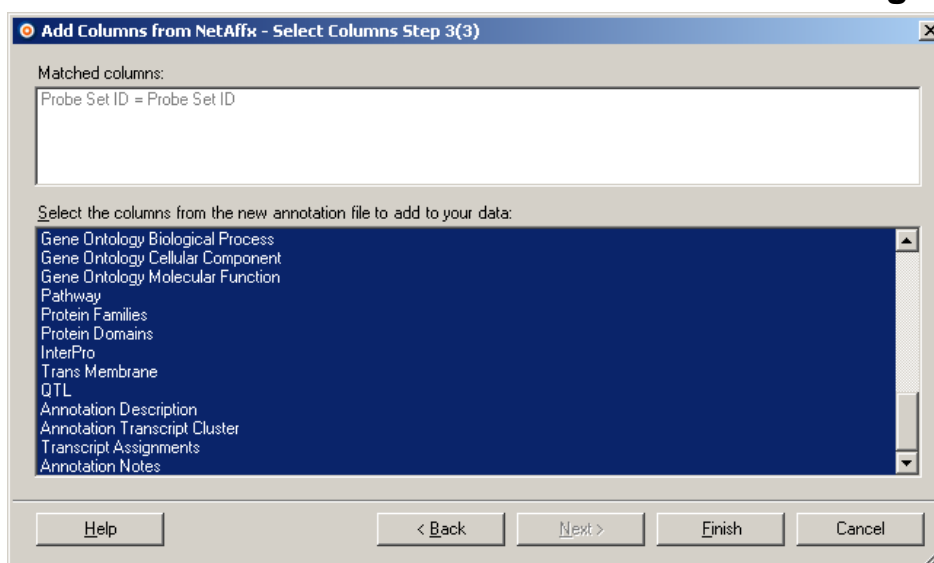 Add Columns from NetAffx - Select Columns Step 3(3)
Matched columns:
Probe Set ID = Probe Set ID
Select the columns from the new annotation file to add to your data:
Gene Ontology Biological Process
Gene Ontology Cellular Component
Gene Ontology Molecular Function
Pathway
Protein Families
Protein Domains
InterPro
Trans Membrane
QTL
Annotation Description
Annotation Transcript Cluster
Transcript Assignments
Annotation Notes
Help < Back Next > Finish Cancel